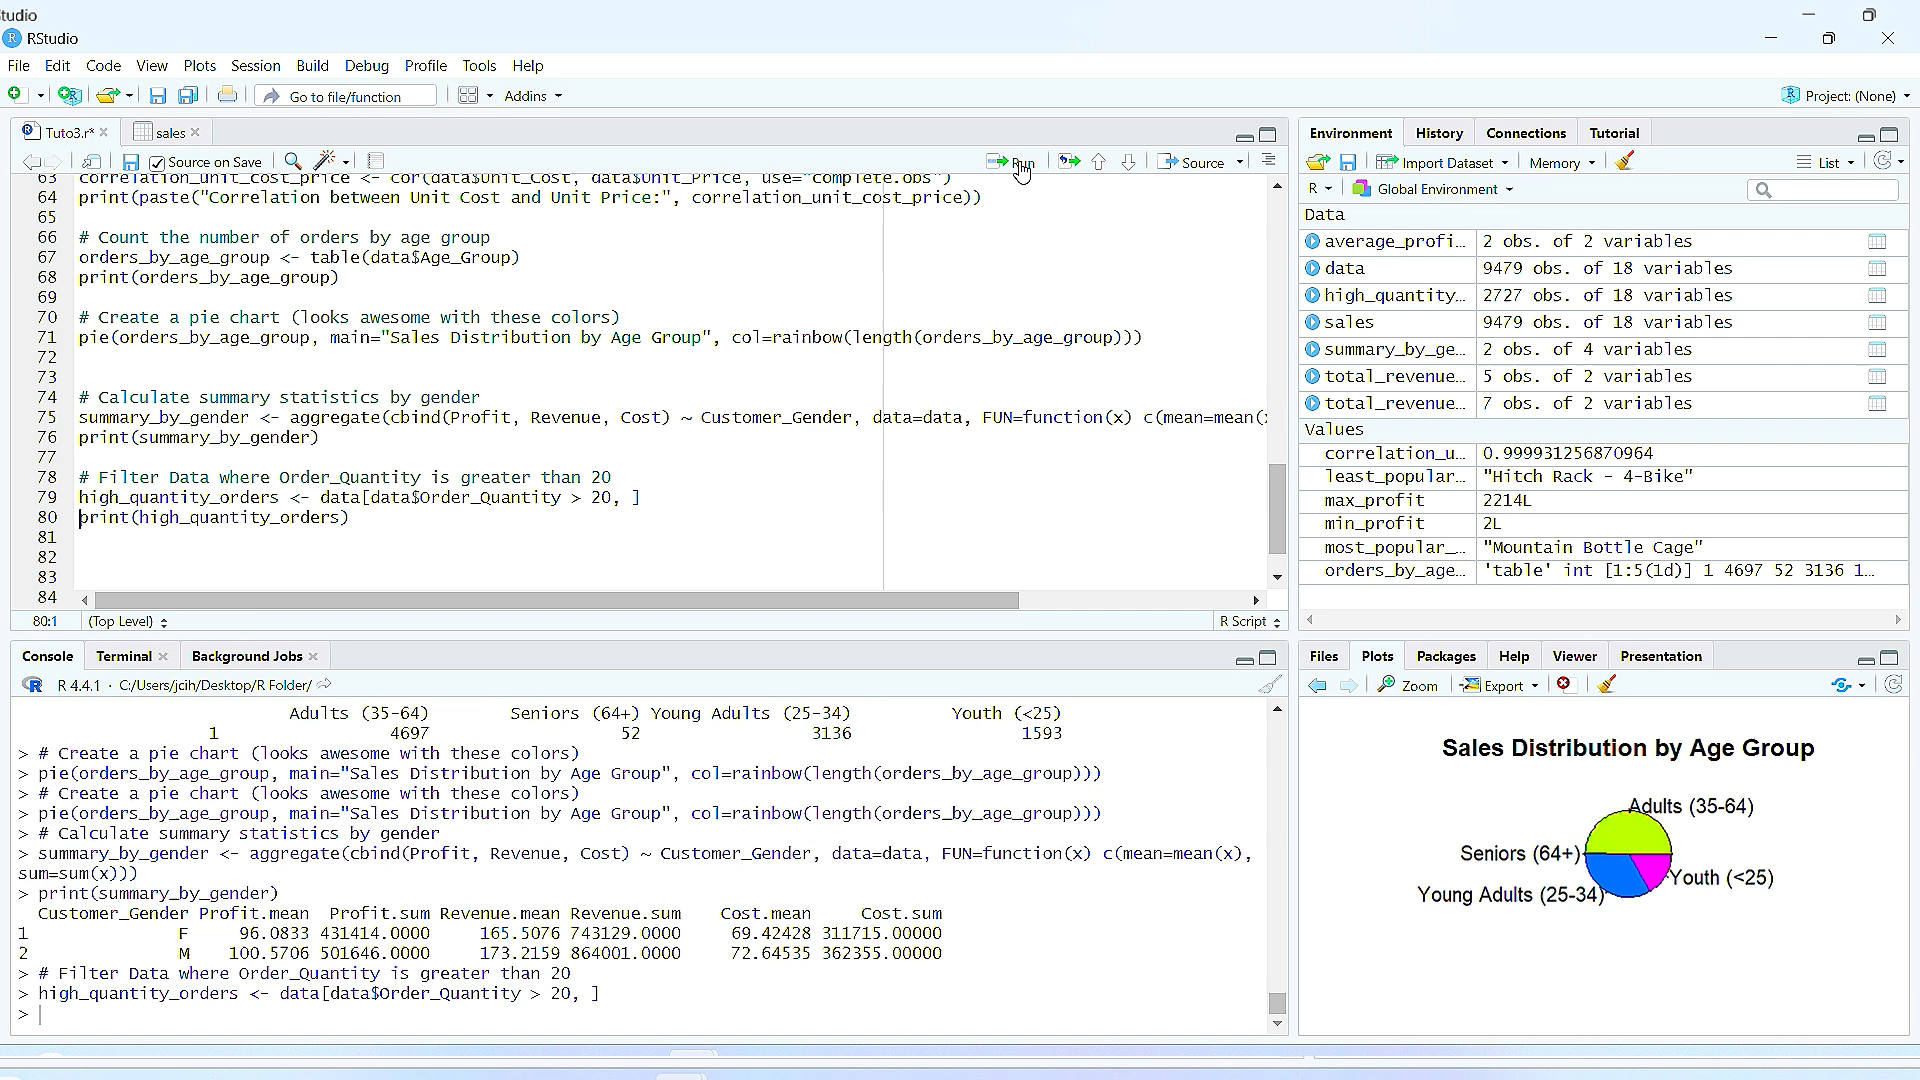 tudio
RStudio
File Edit Code View Plots Session Build Debug Profile Tools Help
Go to file/function Addins Project: (None)
Tuto3.r* sales
Source on Save Run Source
63 correlation_unit_cost_price <- cor(data$Unit_Cost, data$Unit_Price, use="complete.obs")
64 print(paste("Correlation between Unit Cost and Unit Price:", correlation_unit_cost_price))
65
66 # Count the number of orders by age group
67 orders_by_age_group <- table(data$Age_Group)
68 print(orders_by_age_group)
69
70 # Create a pie chart (looks awesome with these colors)
71 pie(orders_by_age_group, main="Sales Distribution by Age Group", col=rainbow(length(orders_by_age_group)))
72
73
74 # Calculate summary statistics by gender
75 summary_by_gender <- aggregate(cbind(Profit, Revenue, Cost) ~ Customer_Gender, data=data, FUN=function(x) c(mean=mean(
76 print(summary_by_gender)
77
78 # Filter Data where Order_Quantity is greater than 20
79 high_quantity_orders <- data[data$Order_Quantity > 20, ]
80 print(high_quantity_orders)
81
82
83
84
80:1 (Top Level) R Script
Console Terminal Background Jobs
R 4.4.1 · C:/Users/jcih/Desktop/R Folder/
Adults (35-64) Seniors (64+) Young Adults (25-34) Youth (<25)
1 4697 52 3136 1593
> # Create a pie chart (looks awesome with these colors)
> pie(orders_by_age_group, main="Sales Distribution by Age Group", col=rainbow(length(orders_by_age_group)))
> # Create a pie chart (looks awesome with these colors)
> pie(orders_by_age_group, main="Sales Distribution by Age Group", col=rainbow(length(orders_by_age_group)))
> # Calculate summary statistics by gender
> summary_by_gender <- aggregate(cbind(Profit, Revenue, Cost) ~ Customer_Gender, data=data, FUN=function(x) c(mean=mean(x),
sum=sum(x)))
> print(summary_by_gender)
Customer_Gender Profit.mean Profit.sum Revenue.mean Revenue.sum Cost.mean Cost.sum
1 F 96.0833 431414.0000 165.5076 743129.0000 69.42428 311715.00000
2 M 100.5706 501646.0000 173.2159 864001.0000 72.64535 362355.00000
> # Filter Data where Order_Quantity is greater than 20
> high_quantity_orders <- data[data$Order_Quantity > 20, ]
>
Environment History Connections Tutorial
Import Dataset Memory List
R Global Environment
Data
average_profi... 2 obs. of 2 variables
data 9479 obs. of 18 variables
high_quantity... 2727 obs. of 18 variables
sales 9479 obs. of 18 variables
summary_by_ge... 2 obs. of 4 variables
total_revenue... 5 obs. of 2 variables
total_revenue... 7 obs. of 2 variables
Values
correlation_u... 0.999931256870964
least_popular... "Hitch Rack - 4-Bike"
max_profit 2214L
min_profit 2L
most_popular_... "Mountain Bottle Cage"
orders_by_age... 'table' int [1:5(1d)] 1 4697 52 3136 1...
Files Plots Packages Help Viewer Presentation
Zoom Export
Sales Distribution by Age Group
Adults (35-64)
Seniors (64+)
Youth (<25)
Young Adults (25-34)